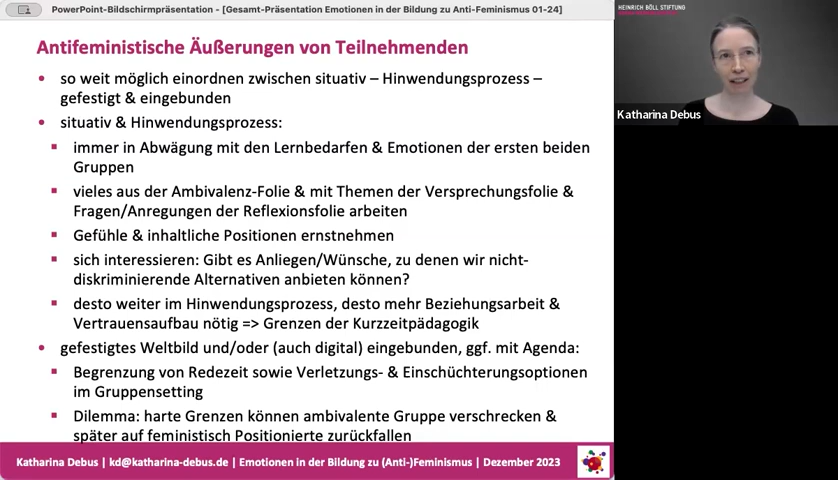 PowerPoint-Bildschirmpräsentation - [Gesamt-Präsentation Emotionen in der Bildung zu Anti-Feminismus 01-24]
HEINRICH BÖLL STIFTUNG
Antifeministische Äußerungen von Teilnehmenden
• so weit möglich einordnen zwischen situativ – Hinwendungsprozess –
gefestigt & eingebunden
• situativ & Hinwendungsprozess:
▪ immer in Abwägung mit den Lernbedarfen & Emotionen der ersten beiden
Gruppen
▪ vieles aus der Ambivalenz-Folie & mit Themen der Versprechungsfolie &
Fragen/Anregungen der Reflexionsfolie arbeiten
▪ Gefühle & inhaltliche Positionen ernstnehmen
▪ sich interessieren: Gibt es Anliegen/Wünsche, zu denen wir nicht-
diskriminierende Alternativen anbieten können?
▪ desto weiter im Hinwendungsprozess, desto mehr Beziehungsarbeit &
Vertrauensaufbau nötig => Grenzen der Kurzzeitpädagogik
• gefestigtes Weltbild und/oder (auch digital) eingebunden, ggf. mit Agenda:
▪ Begrenzung von Redezeit sowie Verletzungs- & Einschüchterungsoptionen
im Gruppensetting
▪ Dilemma: harte Grenzen können ambivalente Gruppe verschrecken &
später auf feministisch Positionierte zurückfallen
Katharina Debus | kd@katharina-debus.de | Emotionen in der Bildung zu (Anti-)Feminismus | Dezember 2023
Katharina Debus